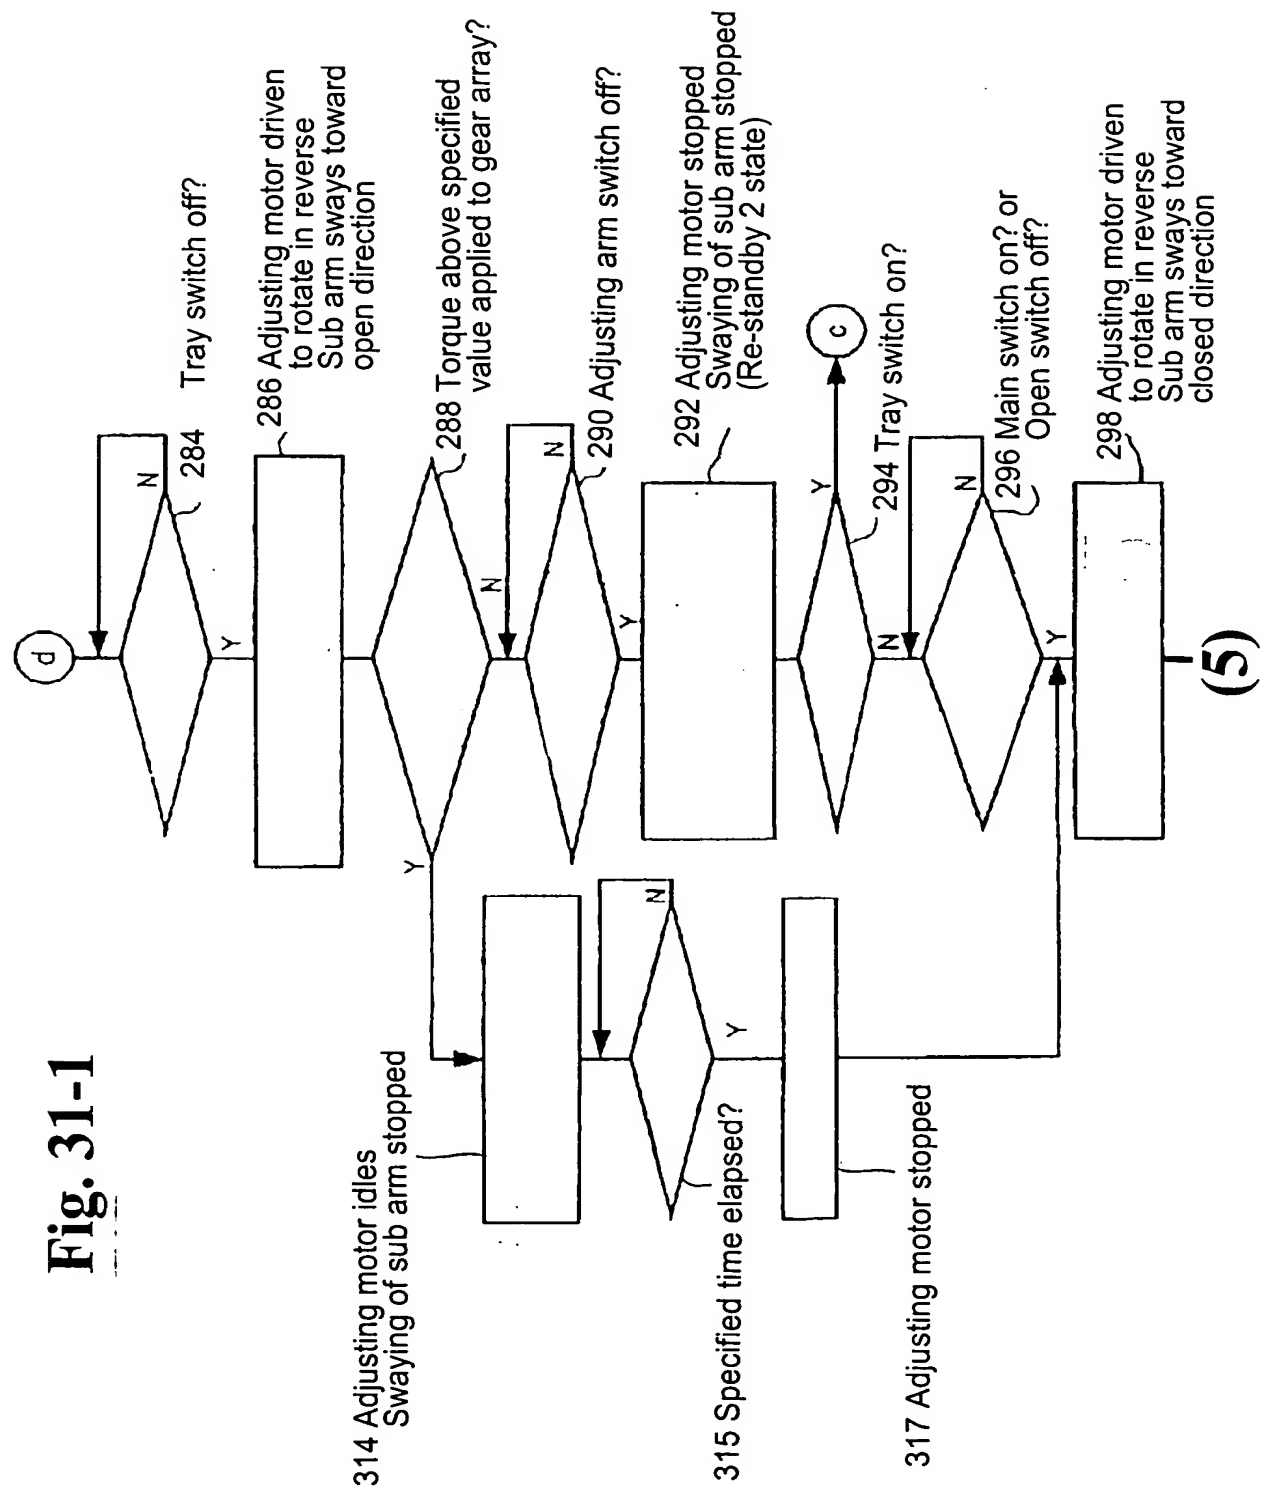 Fig. 31-1
d
N
284 Tray switch off?
Y
286 Adjusting motor driven
to rotate in reverse
Sub arm sways toward
open direction
288 Torque above specified
value applied to gear array?
Y
N
N
290 Adjusting arm switch off?
Y
292 Adjusting motor stopped
Swaying of sub arm stopped
(Re-standby 2 state)
Y
c
294 Tray switch on?
N
N
296 Main switch on? or
Open switch off?
Y
298 Adjusting motor driven
to rotate in reverse
Sub arm sways toward
closed direction
(5)
314 Adjusting motor idles
Swaying of sub arm stopped
N
315 Specified time elapsed?
Y
317 Adjusting motor stopped